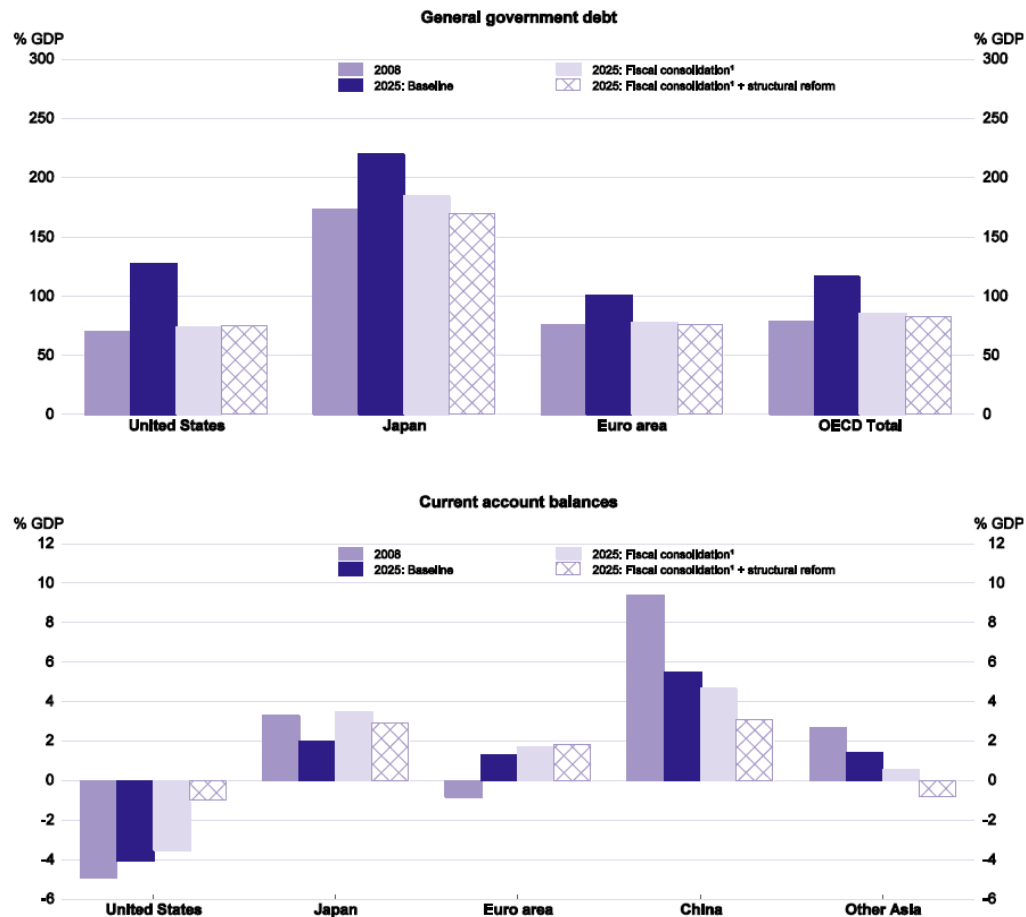 General government debt
% GDP % GDP
300 2008 2025: Fiscal consolidation¹ 300
2025: Baseline 2025: Fiscal consolidation¹ + structural reform
250 250
200 200
150 150
100 100
50 50
0 0
United States Japan Euro area OECD Total
Current account balances
% GDP % GDP
12 2008 2025: Fiscal consolidation¹ 12
2025: Baseline 2025: Fiscal consolidation¹ + structural reform
10 10
8 8
6 6
4 4
2 2
0 0
-2 -2
-4 -4
-6 -6
United States Japan Euro area China Other Asia